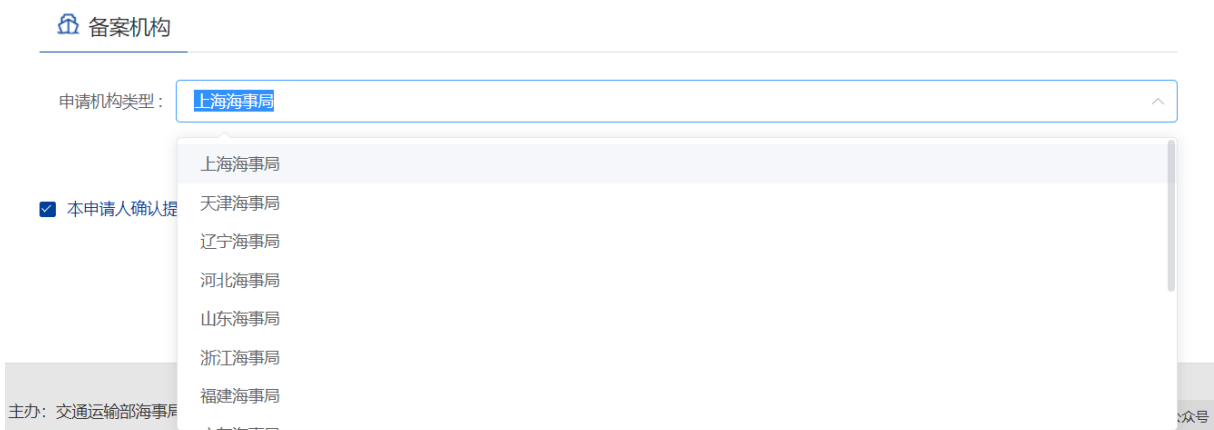 备案机构
申请机构类型：
上海海事局
上海海事局
天津海事局
本申请人确认提
辽宁海事局
河北海事局
山东海事局
浙江海事局
福建海事局
主办：交通运输部海事局
众号